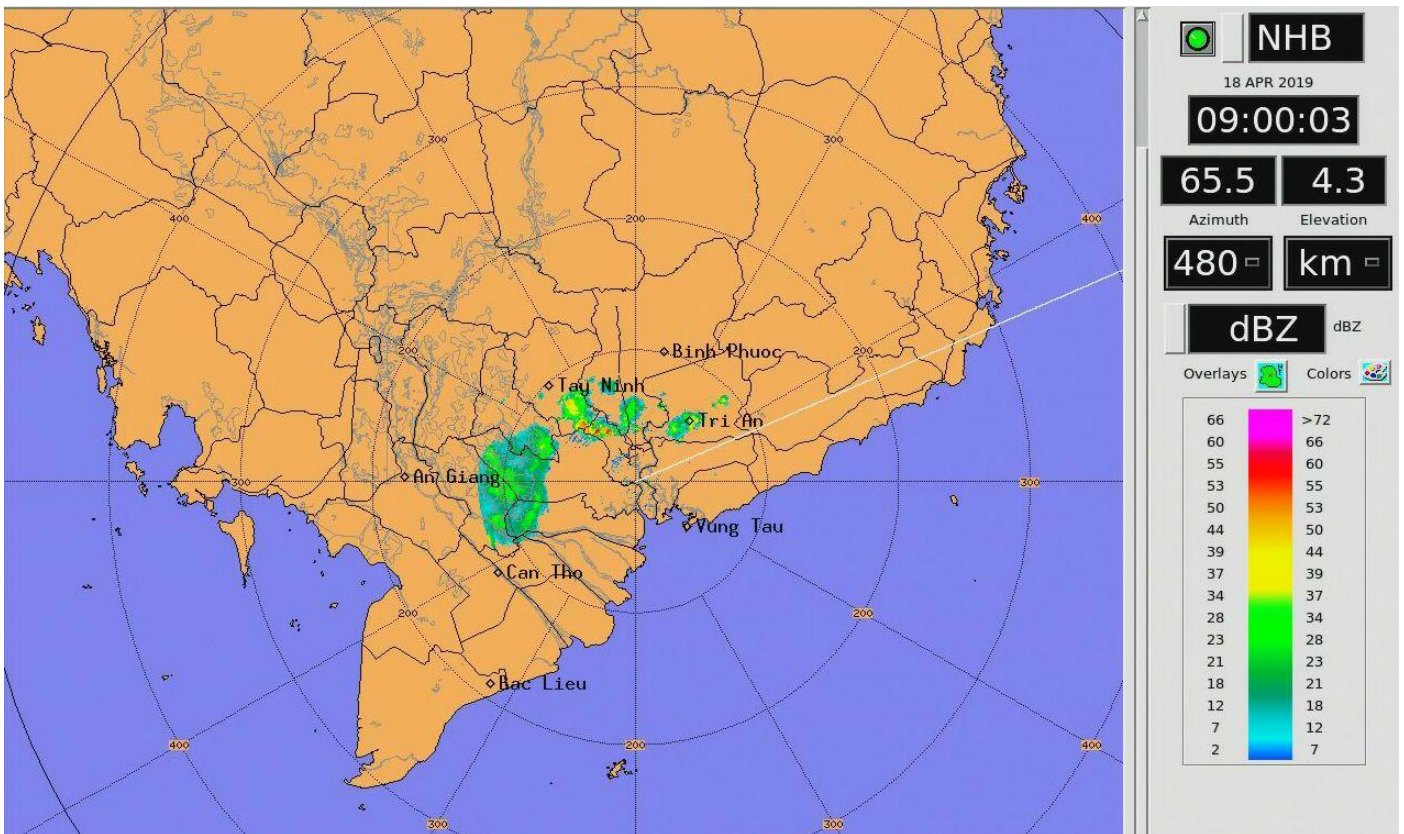 NHB
18 APR 2019
09:00:03
65.5 4.3
Azimuth Elevation
480 km
dBZ dBZ
Overlays Colors
66 >72
60 66
55 60
53 55
50 53
44 50
39 44
37 39
34 37
28 34
23 28
21 23
18 21
12 18
7 12
2 7
300 300
400 200 400
200 Binh Phuoc 200
Tay Ninh
Tri An
An Giang
300 300
Vung Tau
Can Tho
200 200
Bac Lieu
400 200 400
300 300